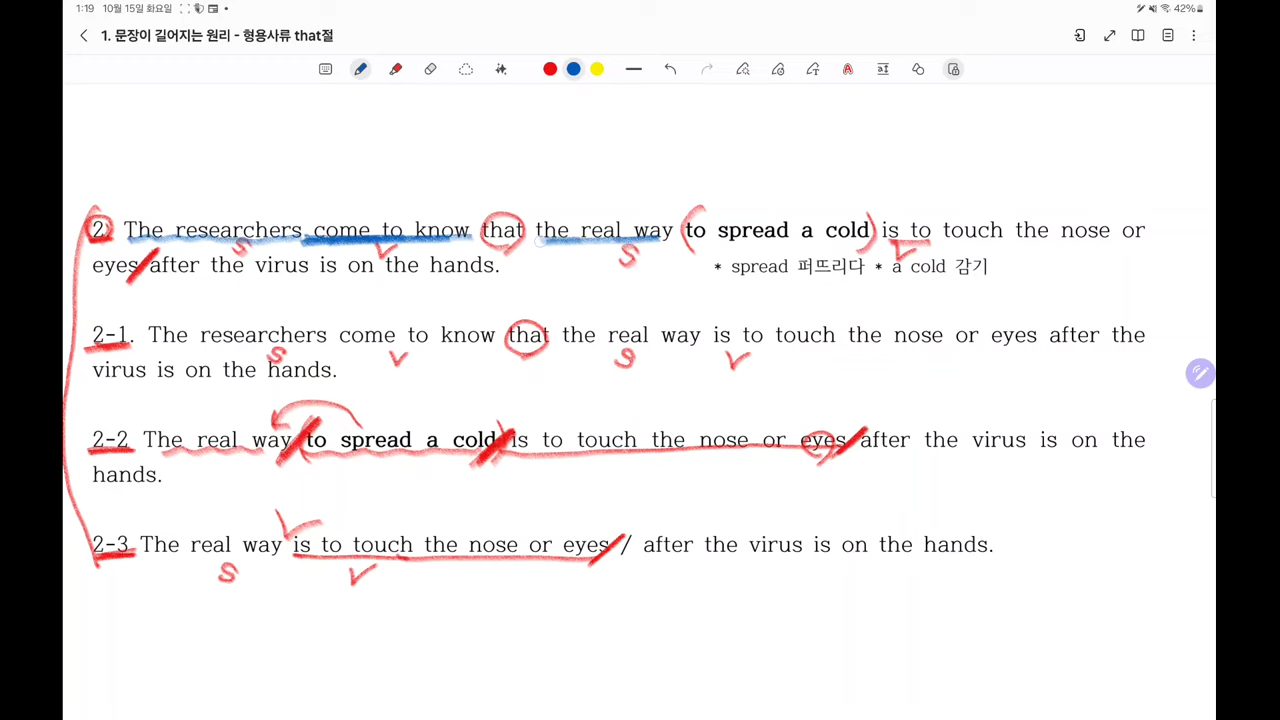 1:19 10월 15일 화요일 42%
1. 문장이 길어지는 원리 - 형용사류 that절
2. The researchers come to know that the real way to spread a cold is to touch the nose or
S V S V
eyes after the virus is on the hands. * spread 퍼뜨리다 * a cold 감기
2-1. The researchers come to know that the real way is to touch the nose or eyes after the
S V S V
virus is on the hands.
2-2 The real way to spread a cold is to touch the nose or eyes after the virus is on the
hands.
2-3 The real way is to touch the nose or eyes / after the virus is on the hands.
S V